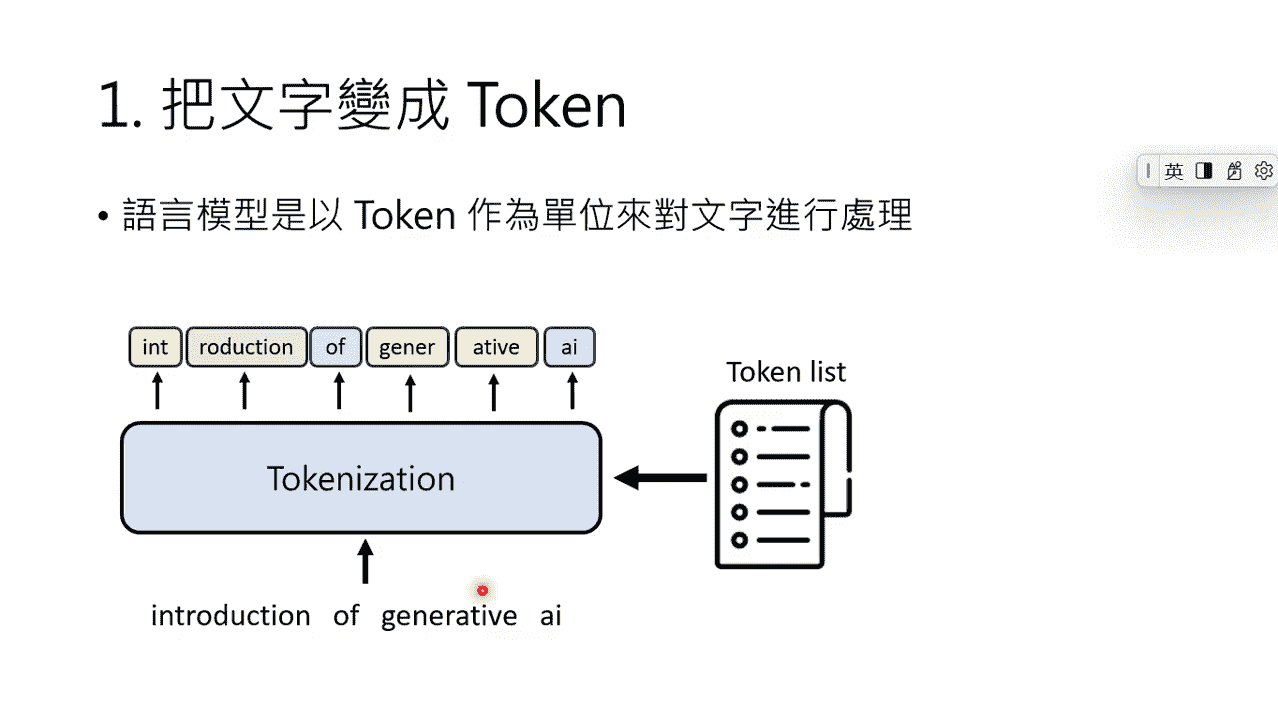 1. 把文字變成 Token
• 語言模型是以 Token 作為單位來對文字進行處理
英
int roduction of gener ative ai
Token list
Tokenization
introduction of generative ai